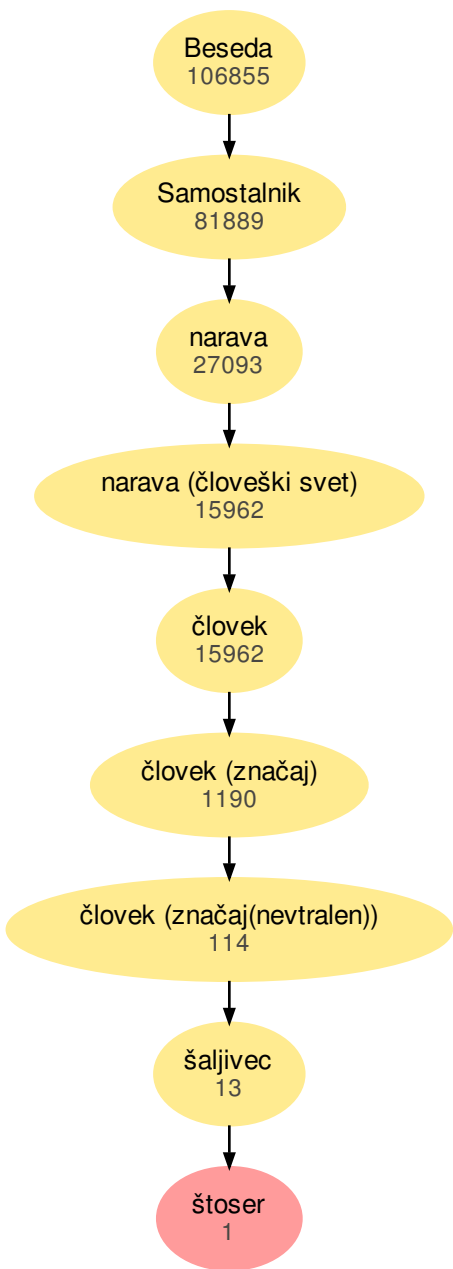 Beseda
106855
Samostalnik
81889
narava
27093
narava (človeški svet)
15962
človek
15962
človek (značaj)
1190
človek (značaj(nevtralen))
114
šaljivec
13
štoser
1